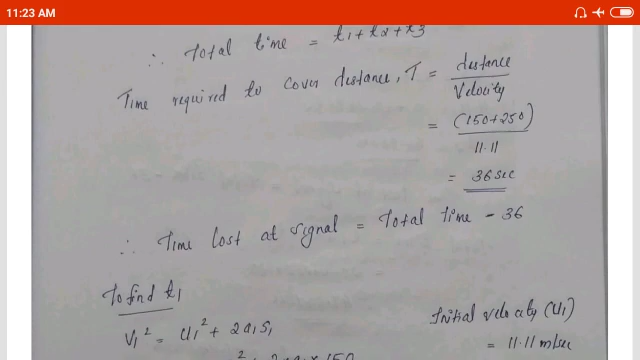 11:23 AM
∴ Total time = t1 + t2 + t3
Time required to cover distance, T = distance
Velocity
= (150+250)
11.11
= 36 sec
∴ Time lost at signal = Total time - 36
To find t1
Initial velocity (u1)
V1² = u1² + 2a1s1
= 11.11 m/sec